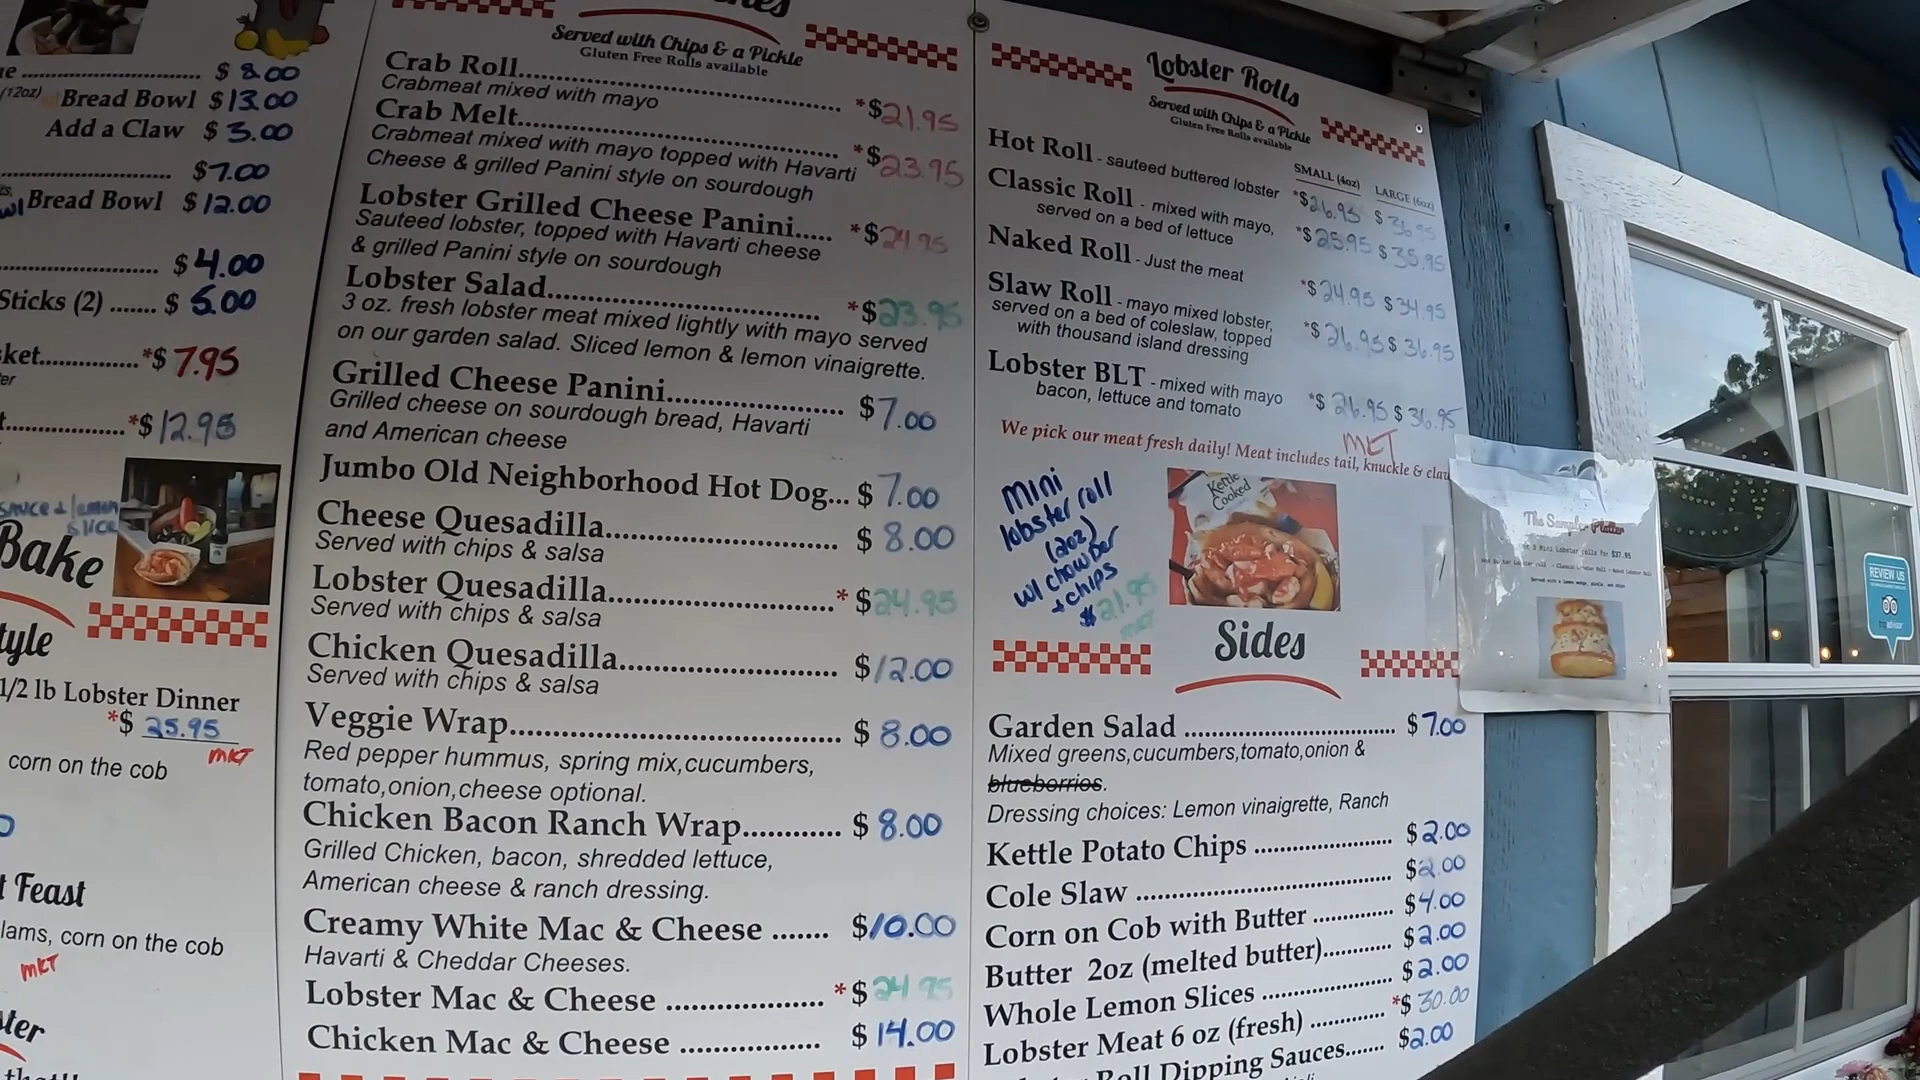 $ 8.00
(12oz) Bread Bowl $13.00
Add a Claw $ 3.00
$7.00
w/ Bread Bowl $12.00
$4.00
Sticks (2) ....... $ 5.00
*$ 7.95
*$ 12.95
sauce & lemon
slice
Bake
1/2 lb Lobster Dinner
*$ 25.95
MKT
corn on the cob
Feast
corn on the cob
MKT
Served with Chips & a Pickle
Gluten Free Rolls available
Crab Roll *$21.95
Crabmeat mixed with mayo
Crab Melt *$23.95
Crabmeat mixed with mayo topped with Havarti
Cheese & grilled Panini style on sourdough
Lobster Grilled Cheese Panini..... *$24.95
Sauteed lobster, topped with Havarti cheese
& grilled Panini style on sourdough
Lobster Salad *$23.95
3 oz. fresh lobster meat mixed lightly with mayo served
on our garden salad. Sliced lemon & lemon vinaigrette.
Grilled Cheese Panini $7.00
Grilled cheese on sourdough bread, Havarti
and American cheese
Jumbo Old Neighborhood Hot Dog... $ 7.00
Cheese Quesadilla $ 8.00
Served with chips & salsa
Lobster Quesadilla *$24.95
Served with chips & salsa
Chicken Quesadilla $12.00
Served with chips & salsa
Veggie Wrap $ 8.00
Red pepper hummus, spring mix,cucumbers,
tomato,onion,cheese optional.
Chicken Bacon Ranch Wrap............ $ 8.00
Grilled Chicken, bacon, shredded lettuce,
American cheese & ranch dressing.
Creamy White Mac & Cheese ....... $10.00
Havarti & Cheddar Cheeses.
Lobster Mac & Cheese *$24.95
Chicken Mac & Cheese $ 14.00
Lobster Rolls
Served with Chips & a Pickle
Gluten Free Rolls available
SMALL (4oz) LARGE (6oz)
Hot Roll - sauteed buttered lobster *$26.95 $36.95
Classic Roll - mixed with mayo, *$25.95 $35.95
served on a bed of lettuce
Naked Roll - Just the meat *$24.95 $34.95
Slaw Roll - mayo mixed lobster, *$26.95 $36.95
served on a bed of coleslaw, topped
with thousand island dressing
Lobster BLT - mixed with mayo *$26.95 $36.95
bacon, lettuce and tomato
MKT
We pick our meat fresh daily! Meat includes tail, knuckle & claw
Mini
lobster roll
(2oz)
w/ chowder
+ chips
$21.95
MKT
Kettle
Cooked
Sides
Garden Salad $7.00
Mixed greens,cucumbers,tomato,onion &
blueberries.
Dressing choices: Lemon vinaigrette, Ranch
Kettle Potato Chips $2.00
Cole Slaw $2.00
Corn on Cob with Butter $4.00
Butter 2oz (melted butter) $2.00
Whole Lemon Slices $2.00
Lobster Meat 6 oz (fresh) *$30.00
Roll Dipping Sauces....... $2.00
3 Mini Lobster rolls for $37.95
REVIEW US